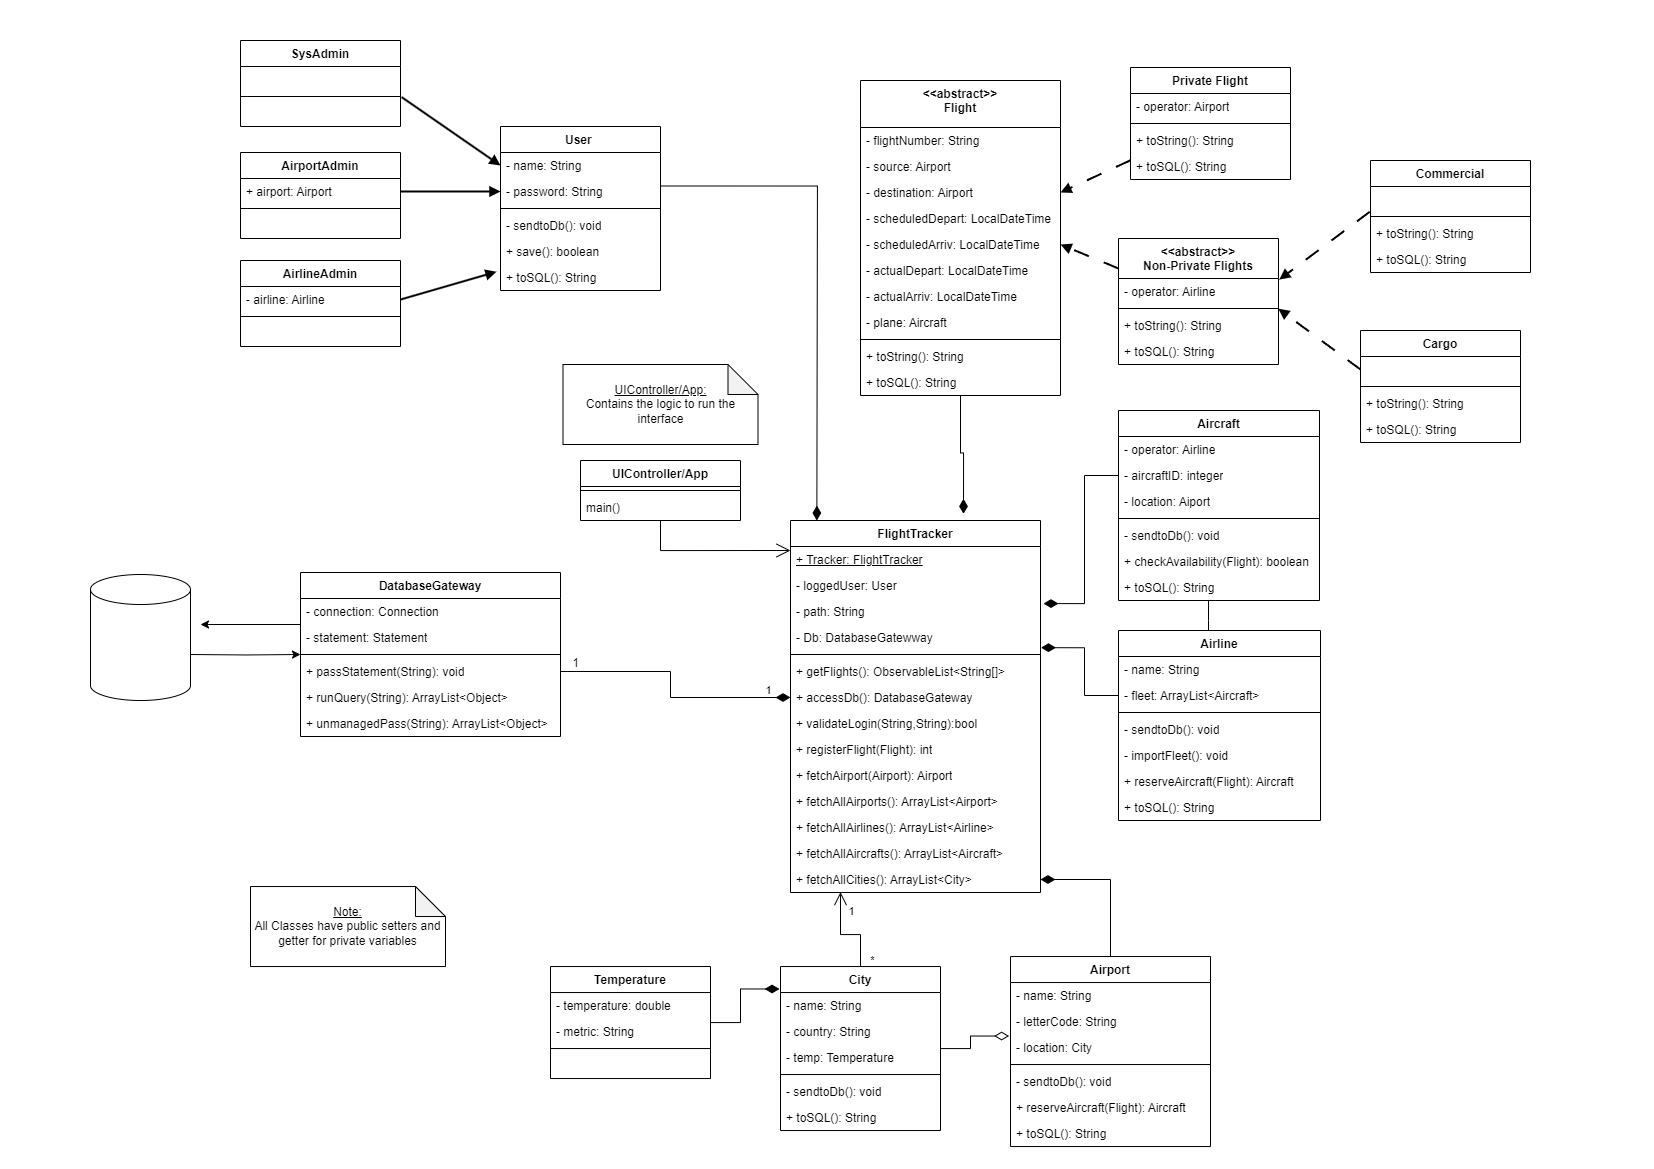 SysAdmin
AirportAdmin
+ airport: Airport
AirlineAdmin
- airline: Airline
User
- name: String
- password: String
- sendtoDb(): void
+ save(): boolean
+ toSQL(): String
<<abstract>>
Flight
- flightNumber: String
- source: Airport
- destination: Airport
- scheduledDepart: LocalDateTime
- scheduledArriv: LocalDateTime
- actualDepart: LocalDateTime
- actualArriv: LocalDateTime
- plane: Aircraft
+ toString(): String
+ toSQL(): String
Private Flight
- operator: Airport
+ toString(): String
+ toSQL(): String
<<abstract>>
Non-Private Flights
- operator: Airline
+ toString(): String
+ toSQL(): String
Commercial
+ toString(): String
+ toSQL(): String
Cargo
+ toString(): String
+ toSQL(): String
UIController/App:
Contains the logic to run the
interface
UIController/App
main()
FlightTracker
+ Tracker: FlightTracker
- loggedUser: User
- path: String
- Db: DatabaseGatewway
+ getFlights(): ObservableList<String[]>
+ accessDb(): DatabaseGateway
+ validateLogin(String,String):bool
+ registerFlight(Flight): int
+ fetchAirport(Airport): Airport
+ fetchAllAirports(): ArrayList<Airport>
+ fetchAllAirlines(): ArrayList<Airline>
+ fetchAllAircrafts(): ArrayList<Aircraft>
+ fetchAllCities(): ArrayList<City>
Aircraft
- operator: Airline
- aircraftID: integer
- location: Aiport
- sendtoDb(): void
+ checkAvailability(Flight): boolean
+ toSQL(): String
Airline
- name: String
- fleet: ArrayList<Aircraft>
- sendtoDb(): void
- importFleet(): void
+ reserveAircraft(Flight): Aircraft
+ toSQL(): String
DatabaseGateway
- connection: Connection
- statement: Statement
+ passStatement(String): void
+ runQuery(String): ArrayList<Object>
+ unmanagedPass(String): ArrayList<Object>
1
1
Note:
All Classes have public setters and
getter for private variables
1
*
Temperature
- temperature: double
- metric: String
City
- name: String
- country: String
- temp: Temperature
- sendtoDb(): void
+ toSQL(): String
Airport
- name: String
- letterCode: String
- location: City
- sendtoDb(): void
+ reserveAircraft(Flight): Aircraft
+ toSQL(): String